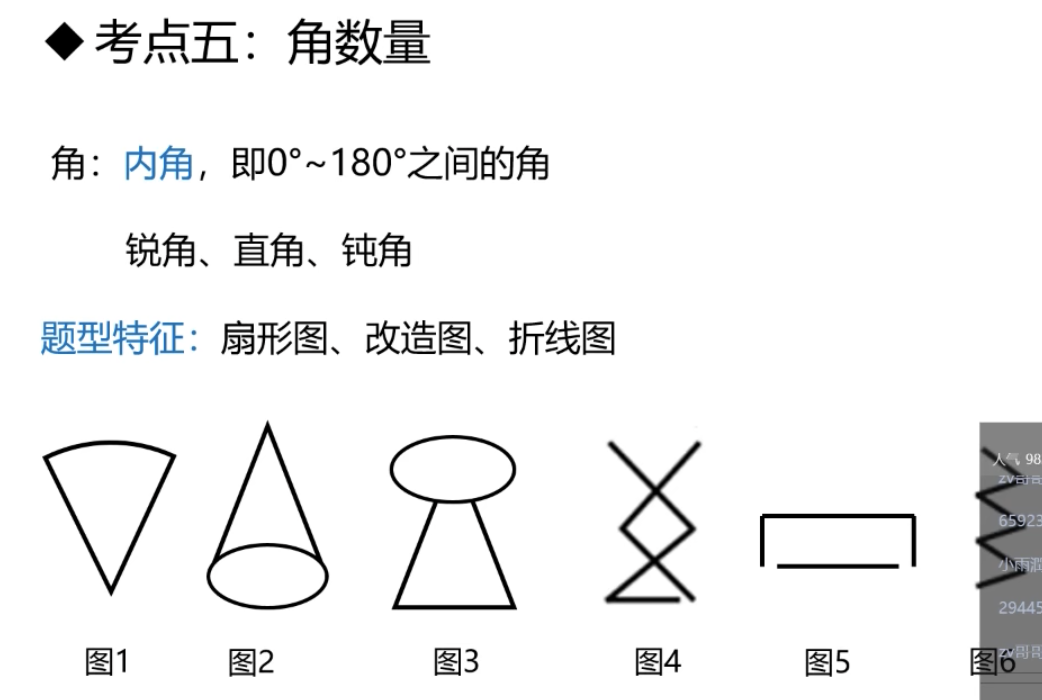 ◆考点五：角数量
角：内角，即0°~180°之间的角
锐角、直角、钝角
题型特征：扇形图、改造图、折线图
人气 98
zv哥哥
65923
小雨润
29445
zv哥哥
图1 图2 图3 图4 图5 图6